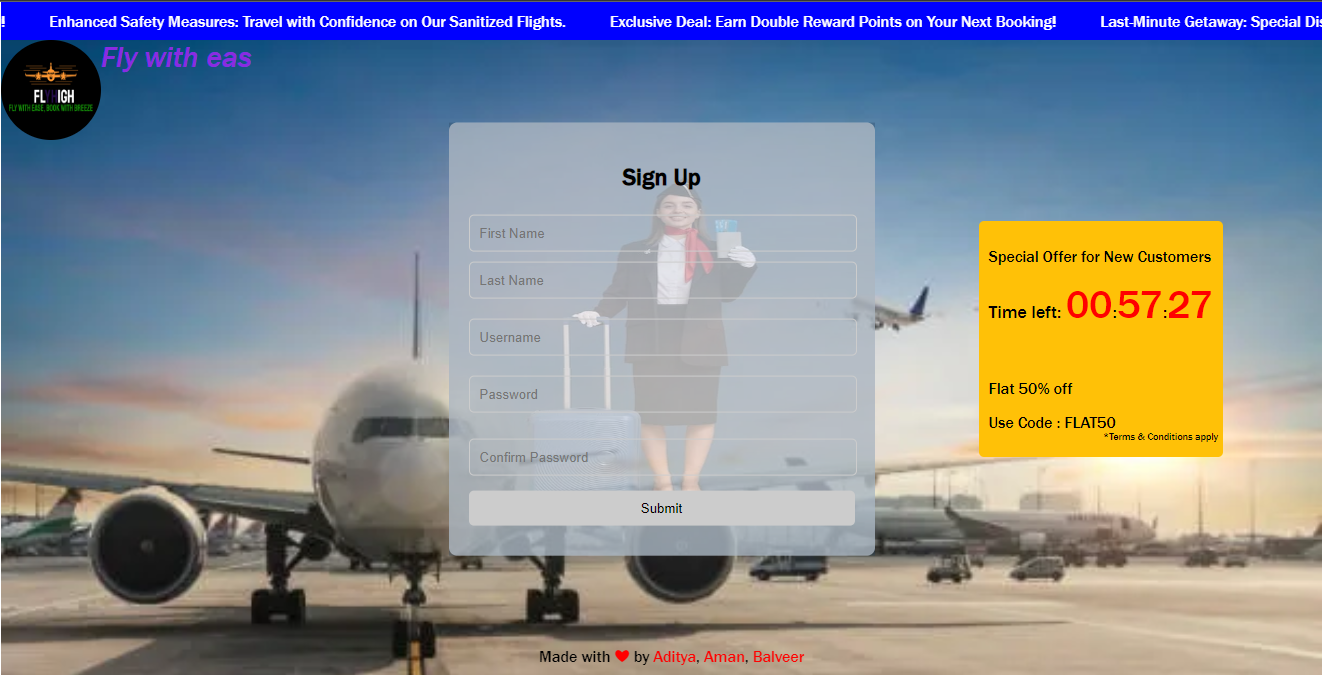 ! Enhanced Safety Measures: Travel with Confidence on Our Sanitized Flights. Exclusive Deal: Earn Double Reward Points on Your Next Booking! Last-Minute Getaway: Special Dis
Fly with eas
FLYHIGH
FLY WITH EASE, BOOK WITH BREEZE
Sign Up
First Name
Last Name
Username
Password
Confirm Password
Submit
Special Offer for New Customers
Time left: 00:57:27
Flat 50% off
Use Code : FLAT50
*Terms & Conditions apply
Made with ❤ by Aditya, Aman, Balveer